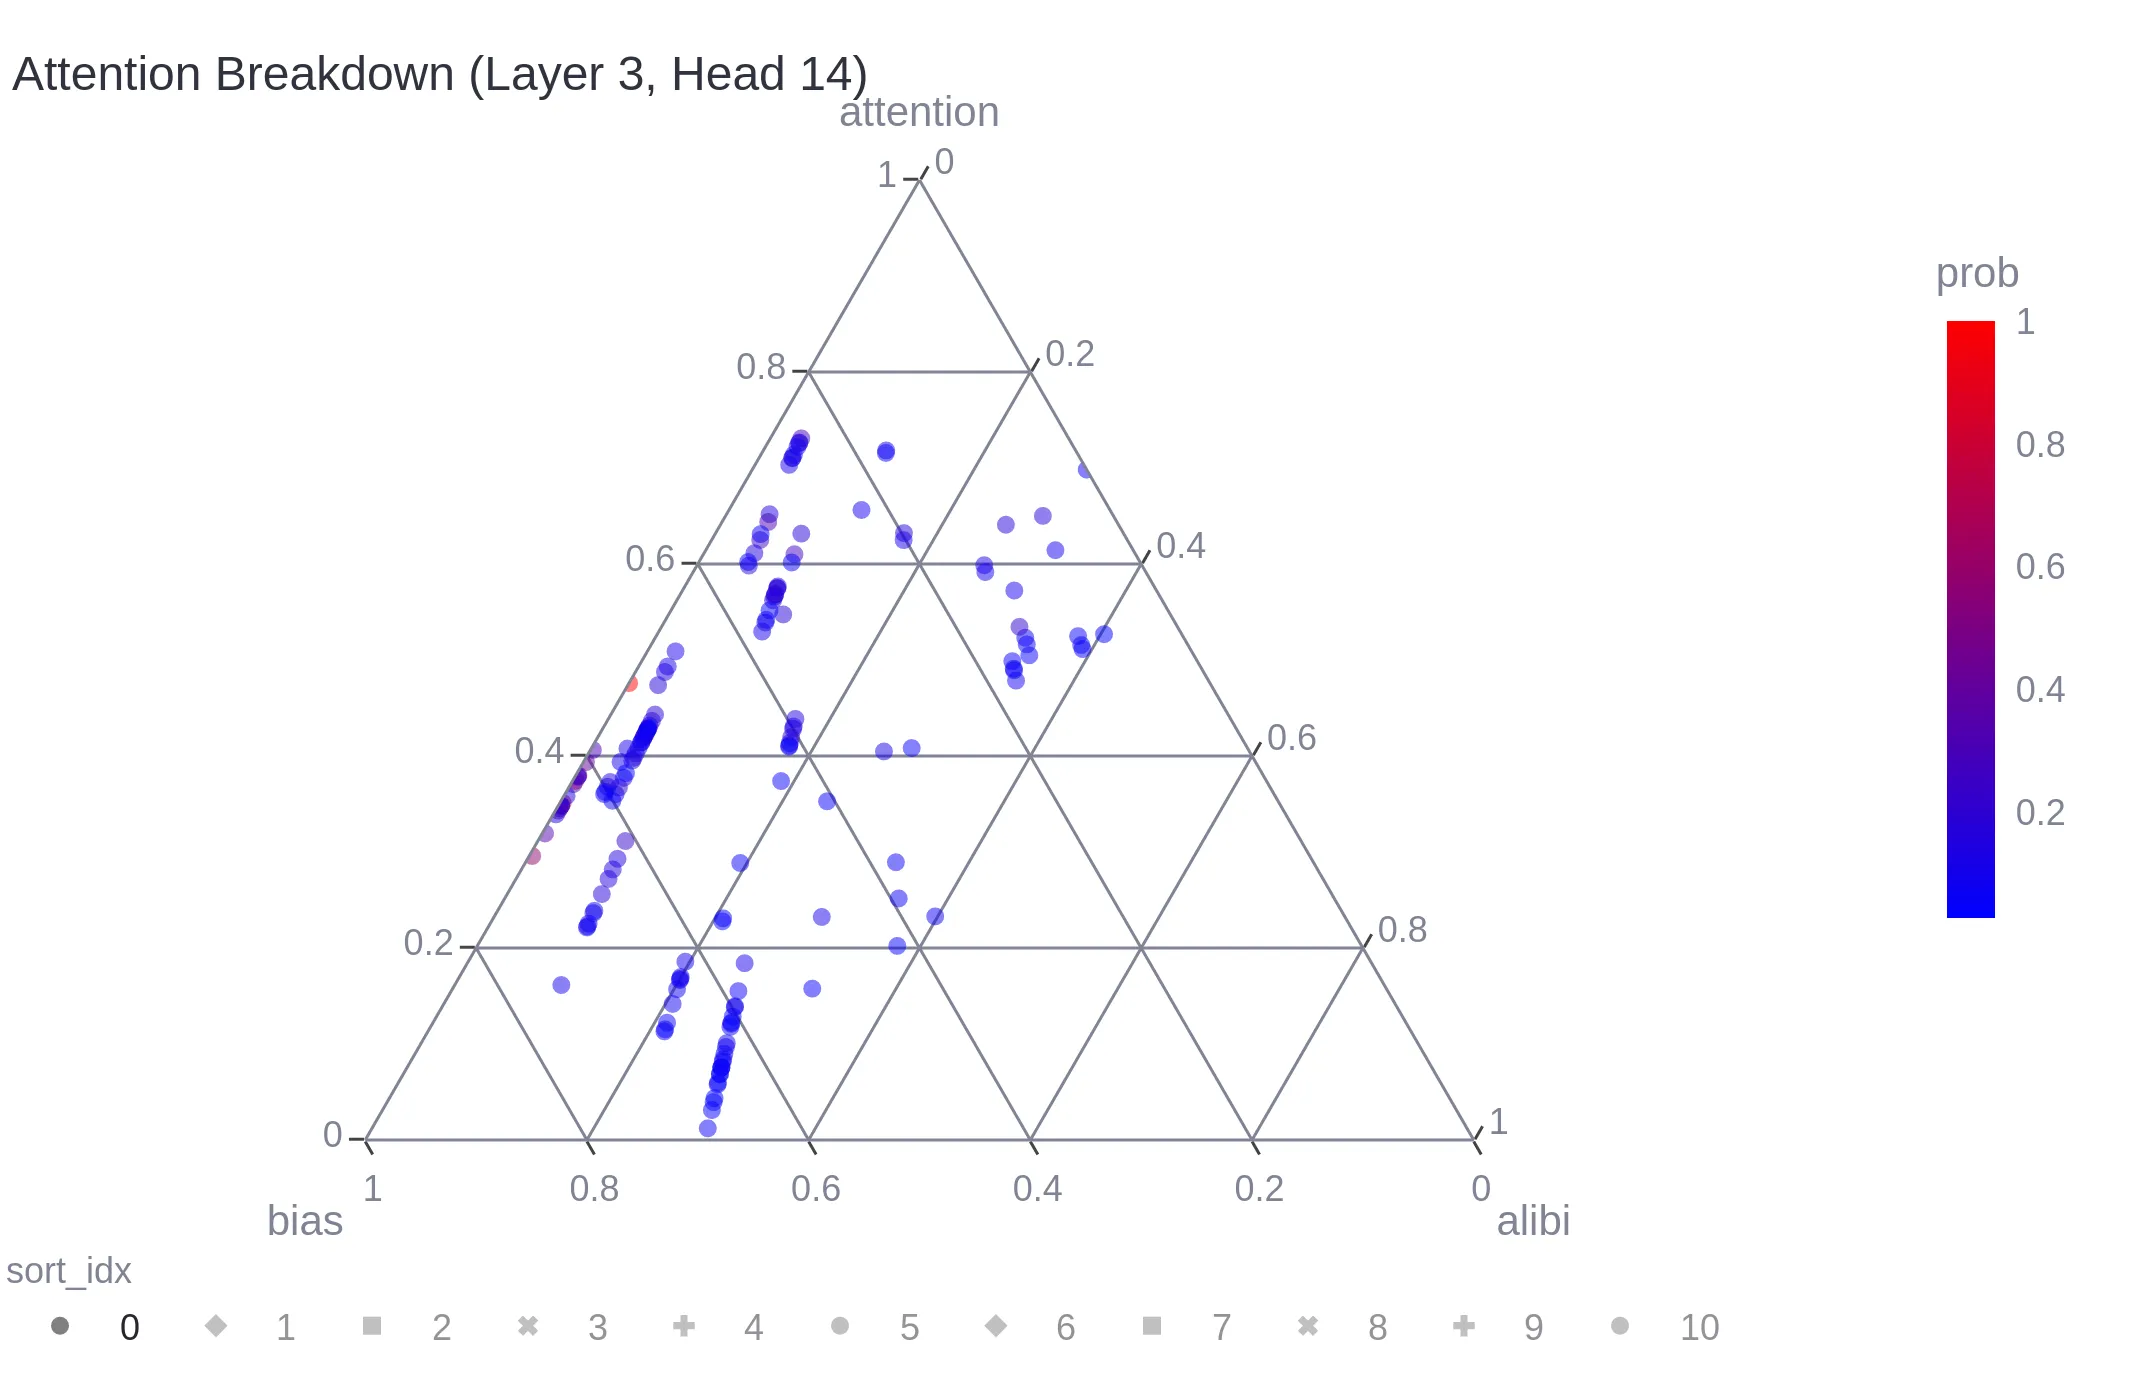 Attention Breakdown (Layer 3, Head 14)
attention
1 0
0.8 0.2
0.6 0.4
0.4 0.6
0.2 0.8
0 1
1 0.8 0.6 0.4 0.2 0
bias alibi
prob
1
0.8
0.6
0.4
0.2
sort_idx
0 1 2 3 4 5 6 7 8 9 10